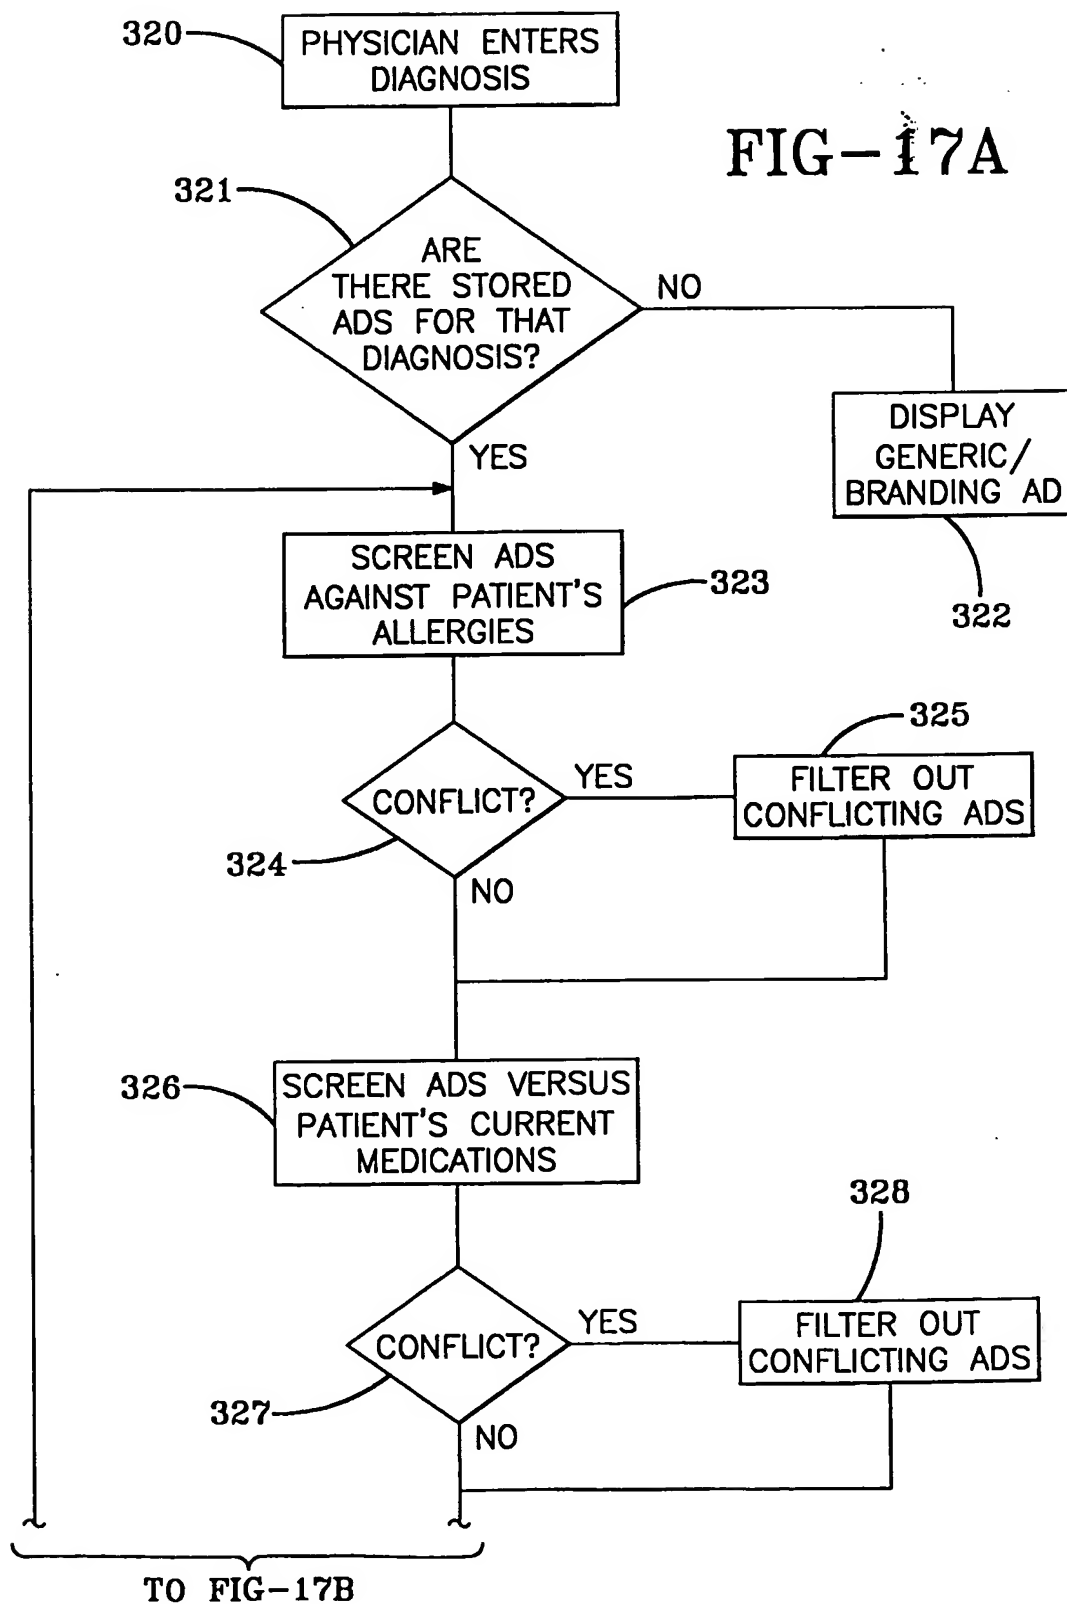 320
PHYSICIAN ENTERS
DIAGNOSIS
FIG-17A
321
ARE
THERE STORED
ADS FOR THAT
DIAGNOSIS?
NO
YES
DISPLAY
GENERIC/
BRANDING AD
322
SCREEN ADS
AGAINST PATIENT'S
ALLERGIES
323
324
CONFLICT?
YES
NO
325
FILTER OUT
CONFLICTING ADS
326
SCREEN ADS VERSUS
PATIENT'S CURRENT
MEDICATIONS
327
CONFLICT?
YES
NO
328
FILTER OUT
CONFLICTING ADS
TO FIG-17B